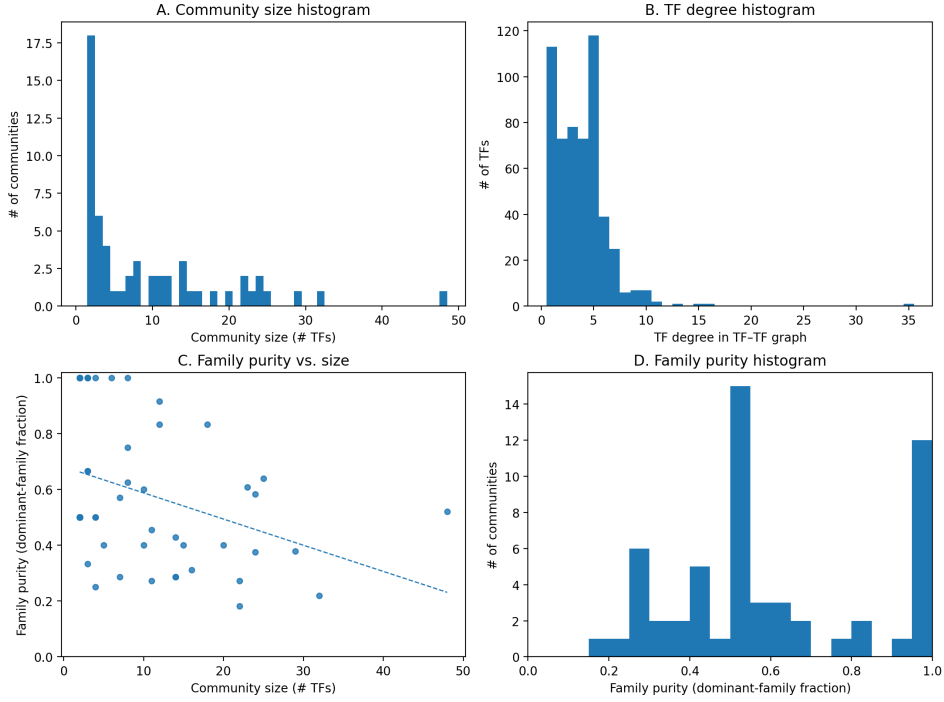 A. Community size histogram
# of communities
17.5
15.0
12.5
10.0
7.5
5.0
2.5
0.0
0 10 20 30 40 50
Community size (# TFs)
B. TF degree histogram
# of TFs
120
100
80
60
40
20
0
0 5 10 15 20 25 30 35
TF degree in TF–TF graph
C. Family purity vs. size
Family purity (dominant-family fraction)
1.0
0.8
0.6
0.4
0.2
0.0
0 10 20 30 40 50
Community size (# TFs)
D. Family purity histogram
# of communities
14
12
10
8
6
4
2
0
0.0 0.2 0.4 0.6 0.8 1.0
Family purity (dominant-family fraction)